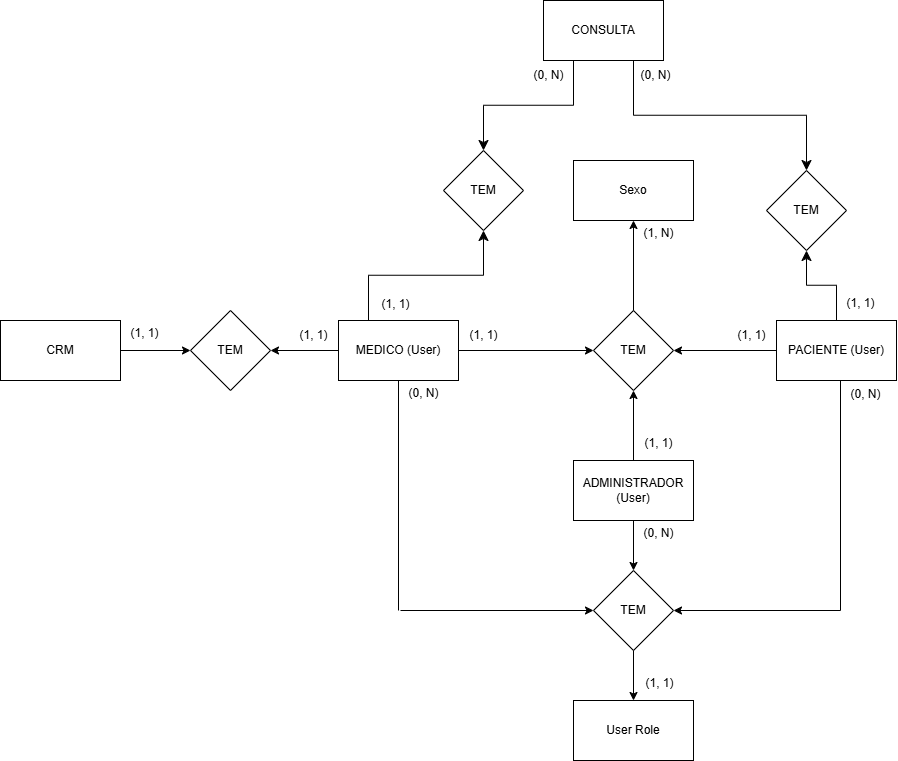 CONSULTA
(0, N)
(0, N)
TEM
Sexo
TEM
(1, N)
(1, 1)
(1, 1)
CRM
(1, 1)
TEM
(1, 1)
MEDICO (User)
(1, 1)
TEM
(1, 1)
PACIENTE (User)
(0, N)
(0, N)
(1, 1)
ADMINISTRADOR
(User)
(0, N)
TEM
(1, 1)
User Role